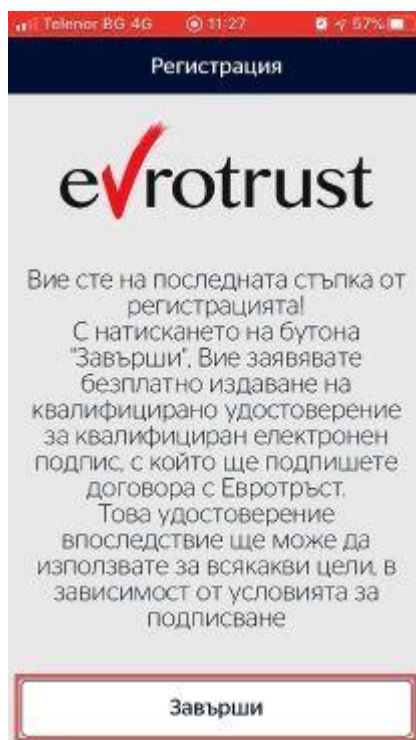 Telenor BG 4G 11:27 57%
Регистрация
evrotrust
Вие сте на последната стъпка от
регистрацията!
С натискането на бутона
"Завърши", Вие заявявате
безплатно издаване на
квалифицирано удостоверение
за квалифициран електронен
подпис, с който ще подпишете
договора с Евротръст.
Това удостоверение
впоследствие ще може да
използвате за всякакви цели, в
зависимост от условията за
подписване
Завърши